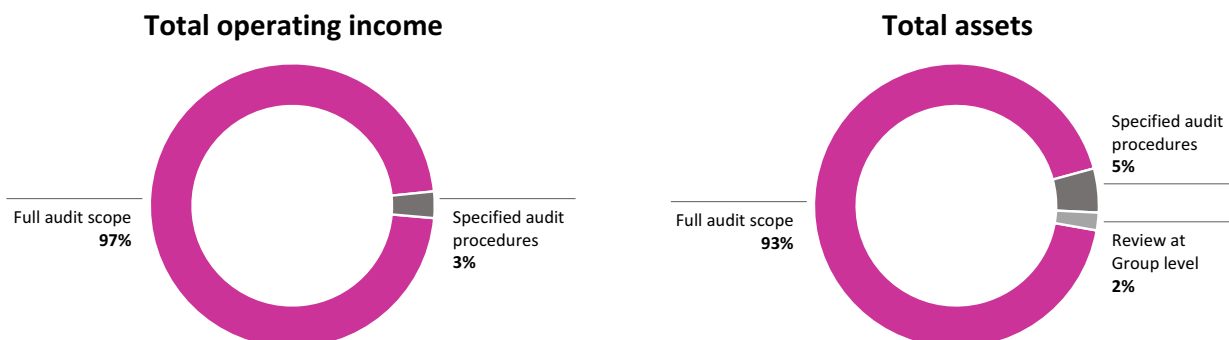 Total operating income
Full audit scope
97%
Specified audit
procedures
3%
Total assets
Full audit scope
93%
Specified audit
procedures
5%
Review at
Group level
2%